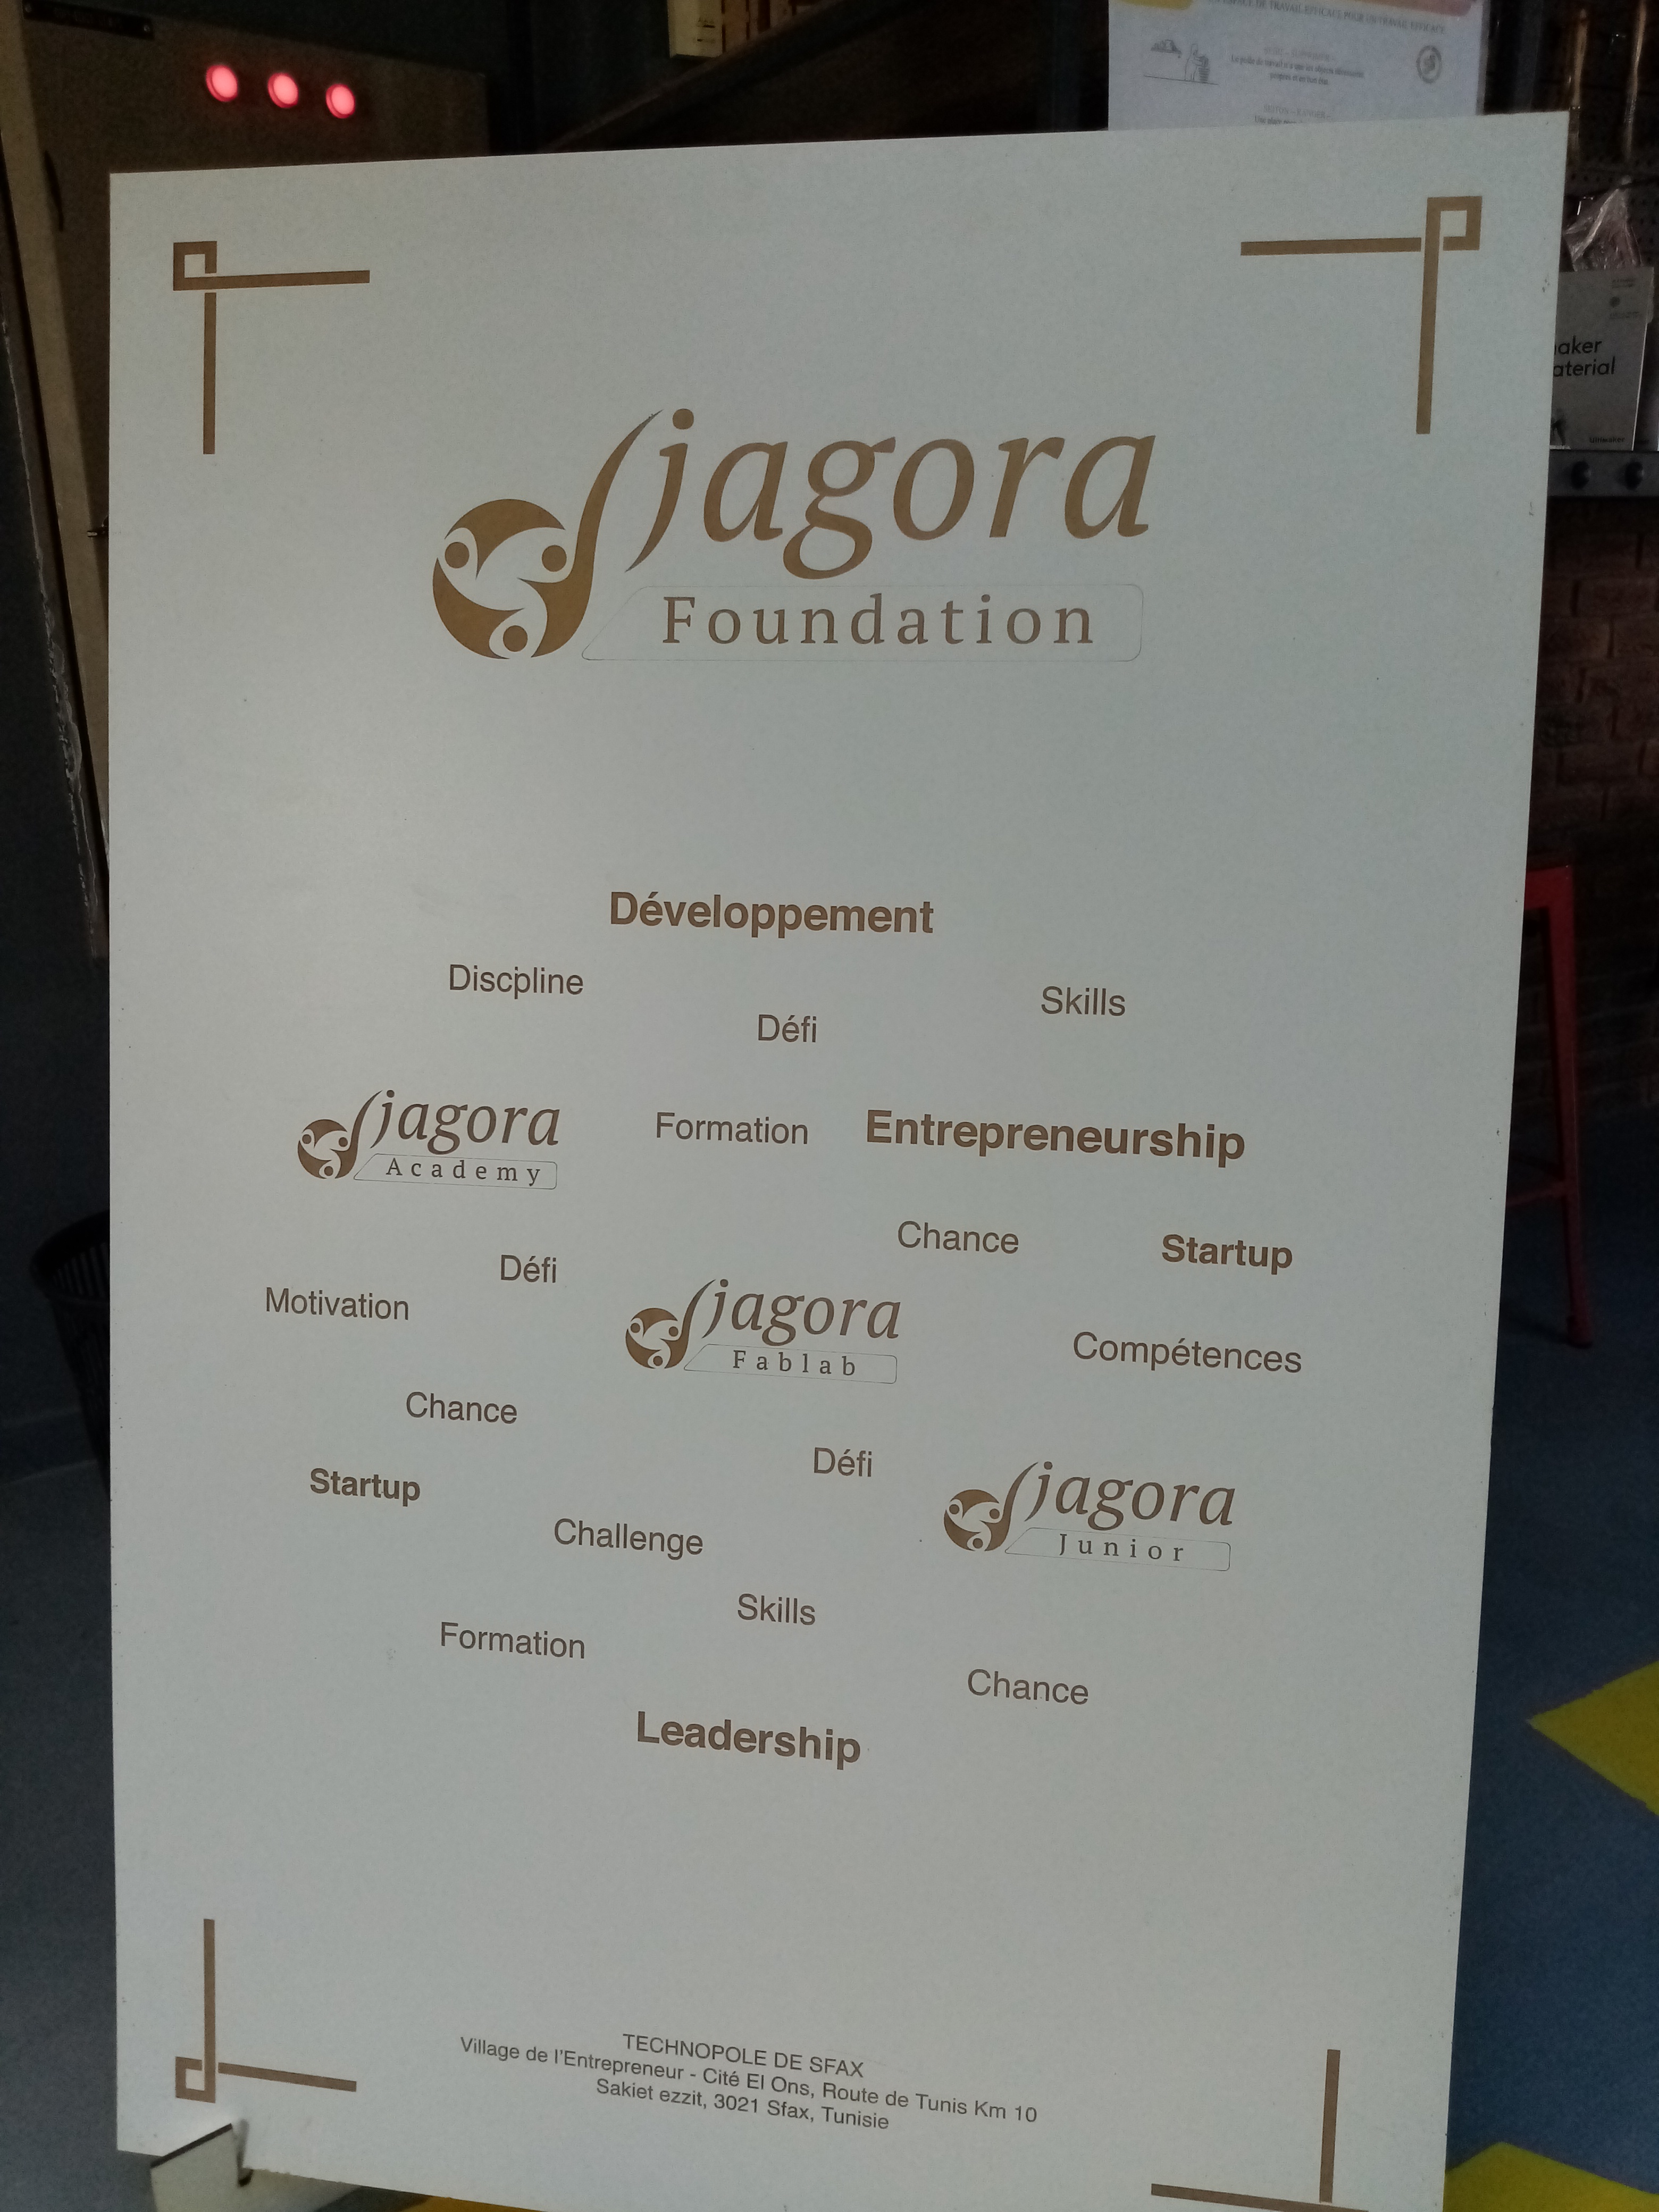 jagora
Foundation
Développement
Discipline
Skills
Défi
jagora
Academy
Formation
Entrepreneurship
Chance
Startup
Défi
Motivation
jagora
Fablab
Compétences
Chance
Défi
Startup
jagora
Junior
Challenge
Skills
Formation
Chance
Leadership
TECHNOPOLE DE SFAX
Village de l'Entrepreneur - Cité El Ons, Route de Tunis Km 10
Sakiet ezzit, 3021 Sfax, Tunisie
aker
aterial